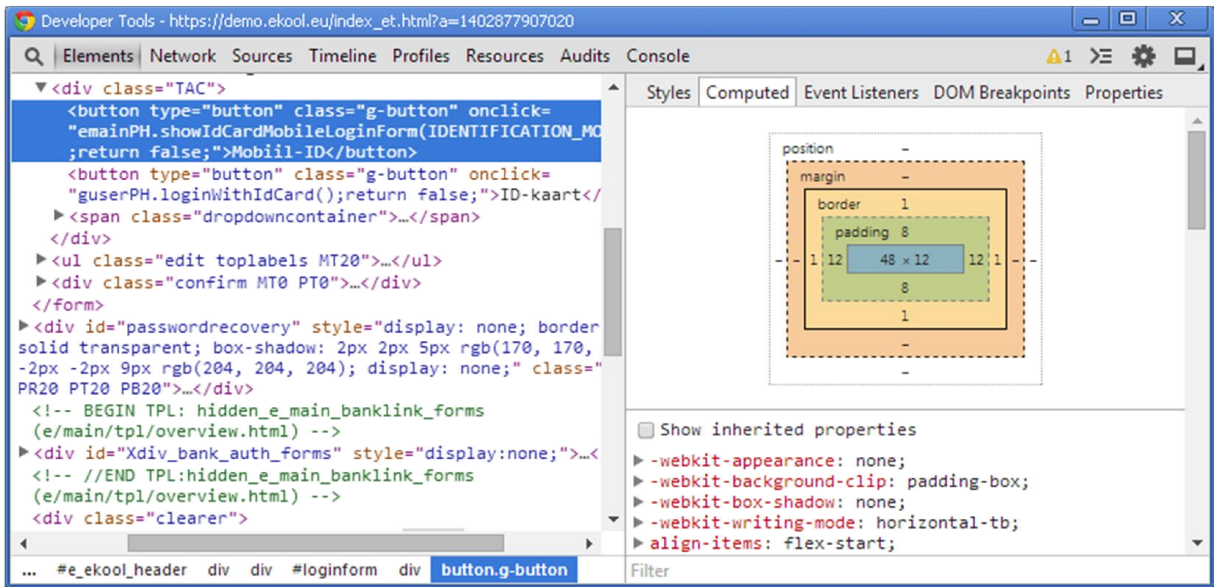 Developer Tools - https://demo.ekool.eu/index_et.html?a=1402877907020
Elements Network Sources Timeline Profiles Resources Audits Console 1
▼<div class="TAC">
<button type="button" class="g-button" onclick=
"emainPH.showIdCardMobileLoginForm(IDENTIFICATION_MO
;return false;">Mobiil-ID</button>
<button type="button" class="g-button" onclick=
"guserPH.loginWithIdCard();return false;">ID-kaart</
▶<span class="dropdowncontainer">…</span>
</div>
▶<ul class="edit toplabels MT20">…</ul>
▶<div class="confirm MT0 PT0">…</div>
</form>
▶<div id="passwordrecovery" style="display: none; border
solid transparent; box-shadow: 2px 2px 5px rgb(170, 170,
-2px -2px 9px rgb(204, 204, 204); display: none;" class="
PR20 PT20 PB20">…</div>
<!-- BEGIN TPL: hidden_e_main_banklink_forms
(e/main/tpl/overview.html) -->
▶<div id="Xdiv_bank_auth_forms" style="display:none;">…<
<!-- //END TPL:hidden_e_main_banklink_forms
(e/main/tpl/overview.html) -->
<div class="clearer">
... #e_ekool_header div div #loginform div button.g-button
Styles Computed Event Listeners DOM Breakpoints Properties
position -
margin -
border 1
padding 8
- - 1 12 48 × 12 12 1 - -
8
1
-
-
Show inherited properties
▶ -webkit-appearance: none;
▶ -webkit-background-clip: padding-box;
▶ -webkit-box-shadow: none;
▶ -webkit-writing-mode: horizontal-tb;
▶ align-items: flex-start;
Filter